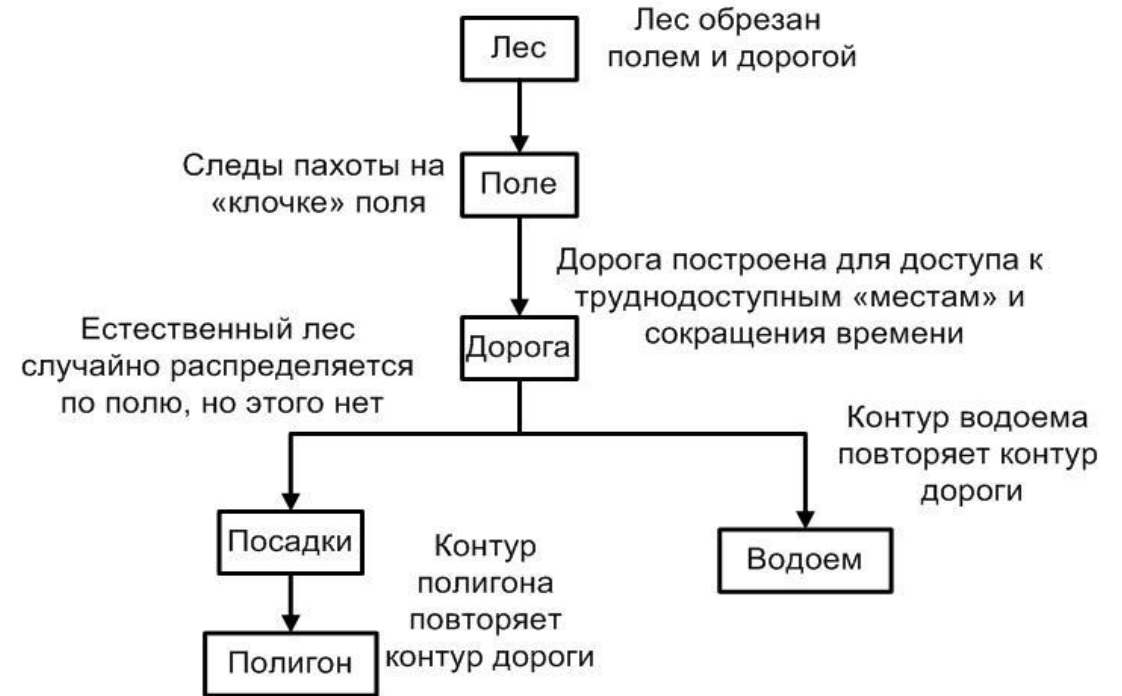 Лес
Лес обрезан
полем и дорогой
Следы пахоты на
«клочке» поля
Поле
Дорога построена для доступа к
труднодоступным «местам» и
сокращения времени
Дорога
Естественный лес
случайно распределяется
по полю, но этого нет
Контур водоема
повторяет контур
дороги
Посадки
Водоем
Контур
полигона
повторяет
контур дороги
Полигон